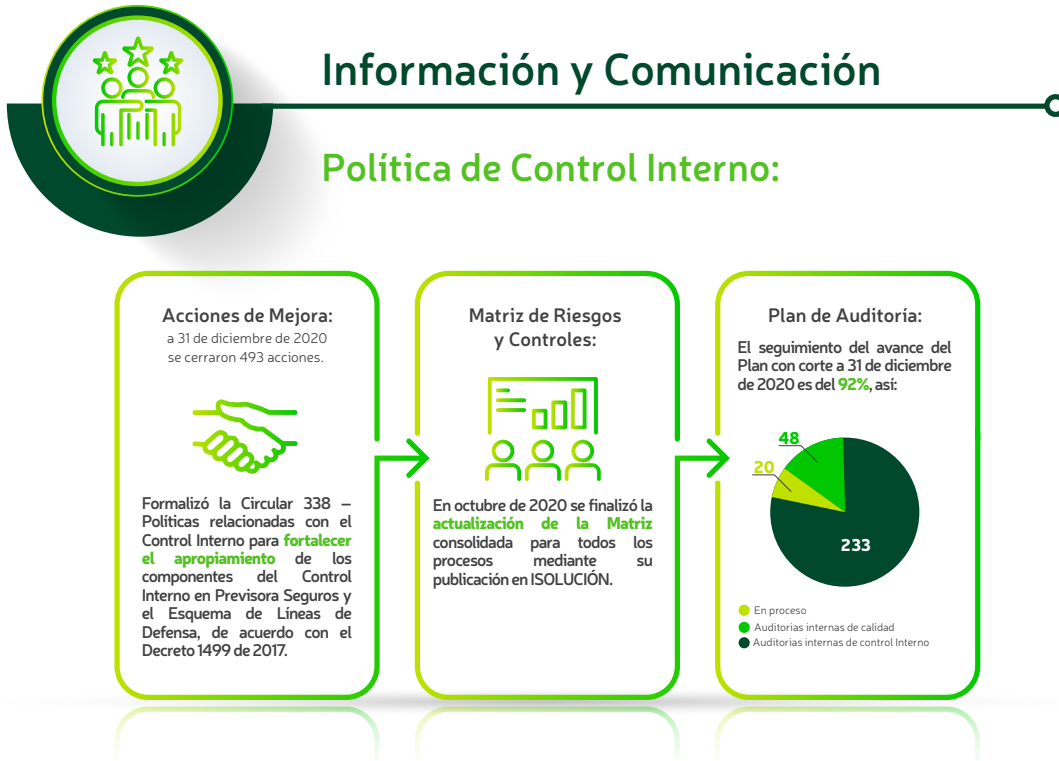 Información y Comunicación
Política de Control Interno:
Acciones de Mejora:
a 31 de diciembre de 2020
se cerraron 493 acciones.
Formalizó la Circular 338 –
Políticas relacionadas con el
Control Interno para fortalecer
el apropiamiento de los
componentes del Control
Interno en Previsora Seguros y
el Esquema de Líneas de
Defensa, de acuerdo con el
Decreto 1499 de 2017.
Matriz de Riesgos
y Controles:
En octubre de 2020 se finalizó la
actualización de la Matriz
consolidada para todos los
procesos mediante su
publicación en ISOLUCIÓN.
Plan de Auditoría:
El seguimiento del avance del
Plan con corte a 31 de diciembre
de 2020 es del 92%, así:
48
20
233
En proceso
Auditorias internas de calidad
Auditorias internas de control Interno